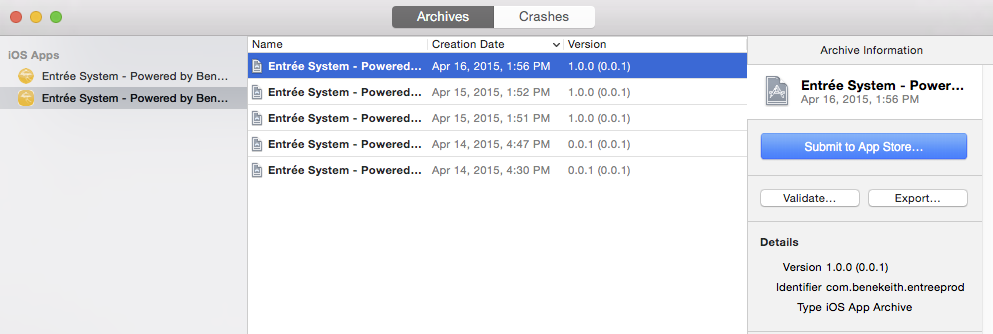 Archives Crashes
iOS Apps
Entrée System - Powered by Ben...
Entrée System - Powered by Ben...
Name Creation Date Version
Entrée System - Powered... Apr 16, 2015, 1:56 PM 1.0.0 (0.0.1)
Entrée System - Powered... Apr 15, 2015, 1:52 PM 1.0.0 (0.0.1)
Entrée System - Powered... Apr 15, 2015, 1:51 PM 1.0.0 (0.0.1)
Entrée System - Powered... Apr 14, 2015, 4:47 PM 0.0.1 (0.0.1)
Entrée System - Powered... Apr 14, 2015, 4:30 PM 0.0.1 (0.0.1)
Archive Information
Entrée System - Power...
Apr 16, 2015, 1:56 PM
Submit to App Store...
Validate... Export...
Details
Version 1.0.0 (0.0.1)
Identifier com.benekeith.entreeprod
Type iOS App Archive